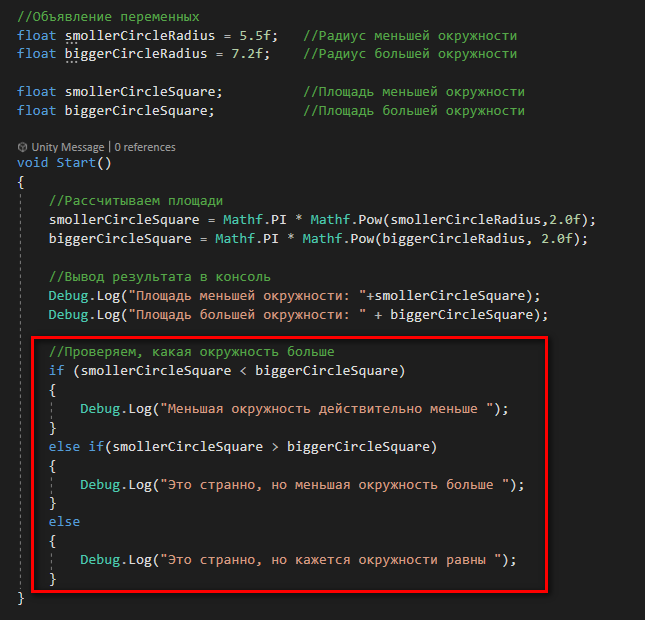 //Объявление переменных
float smollerCircleRadius = 5.5f;   //Радиус меньшей окружности
float biggerCircleRadius = 7.2f;    //Радиус большей окружности
float smollerCircleSquare;          //Площадь меньшей окружности
float biggerCircleSquare;           //Площадь большей окружности
Unity Message | 0 references
void Start()
{
//Рассчитываем площади
smollerCircleSquare = Mathf.PI * Mathf.Pow(smollerCircleRadius,2.0f);
biggerCircleSquare = Mathf.PI * Mathf.Pow(biggerCircleRadius, 2.0f);
//Вывод результата в консоль
Debug.Log("Площадь меньшей окружности: "+smollerCircleSquare);
Debug.Log("Площадь большей окружности: " + biggerCircleSquare);
//Проверяем, какая окружность больше
if (smollerCircleSquare < biggerCircleSquare)
{
Debug.Log("Меньшая окружность действительно меньше ");
}
else if(smollerCircleSquare > biggerCircleSquare)
{
Debug.Log("Это странно, но меньшая окружность больше ");
}
else
{
Debug.Log("Это странно, но кажется окружности равны ");
}
}